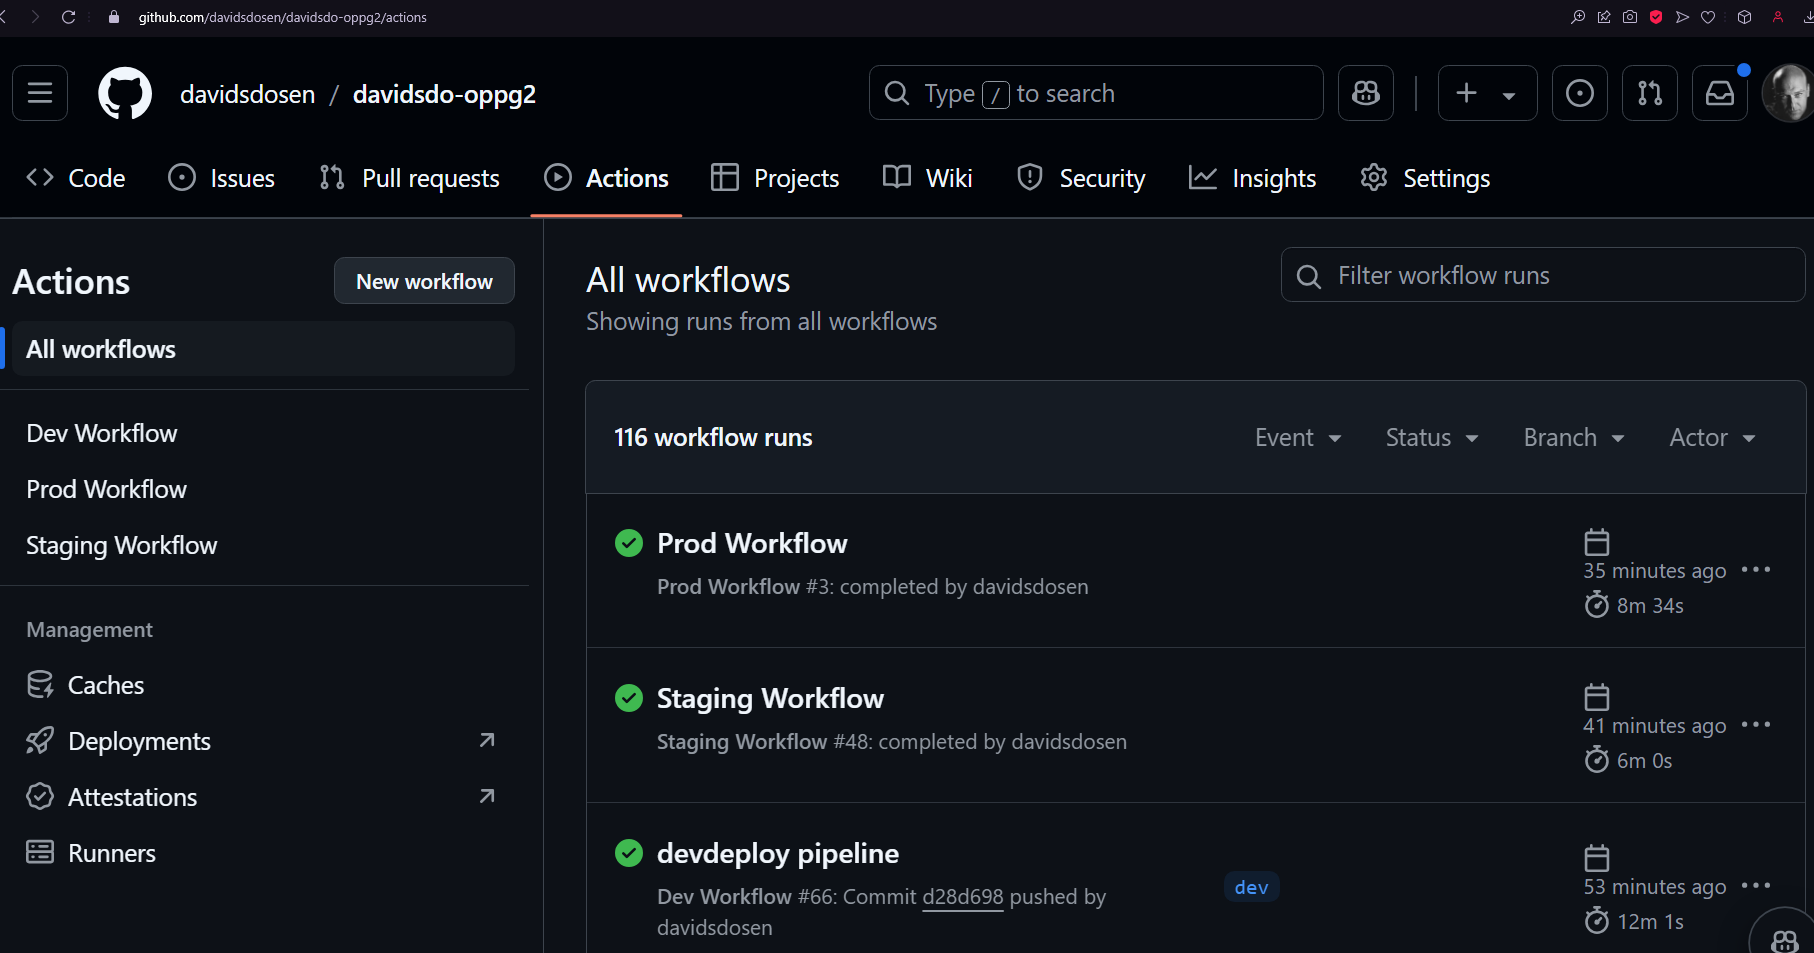 github.com/davidsdosen/davidsdo-oppg2/actions
davidsdosen / davidsdo-oppg2
Type / to search
Code Issues Pull requests Actions Projects Wiki Security Insights Settings
Actions
New workflow
All workflows
Dev Workflow
Prod Workflow
Staging Workflow
Management
Caches
Deployments
Attestations
Runners
All workflows
Showing runs from all workflows
Filter workflow runs
116 workflow runs
Event Status Branch Actor
Prod Workflow
Prod Workflow #3: completed by davidsdosen
35 minutes ago
8m 34s
Staging Workflow
Staging Workflow #48: completed by davidsdosen
41 minutes ago
6m 0s
devdeploy pipeline
Dev Workflow #66: Commit d28d698 pushed by
davidsdosen
dev
53 minutes ago
12m 1s